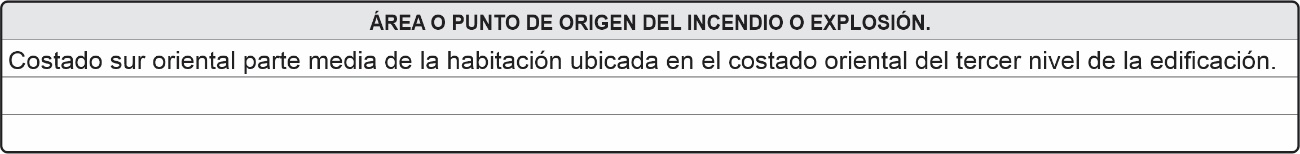 ÁREA O PUNTO DE ORIGEN DEL INCENDIO O EXPLOSIÓN.
Costado sur oriental parte media de la habitación ubicada en el costado oriental del tercer nivel de la edificación.